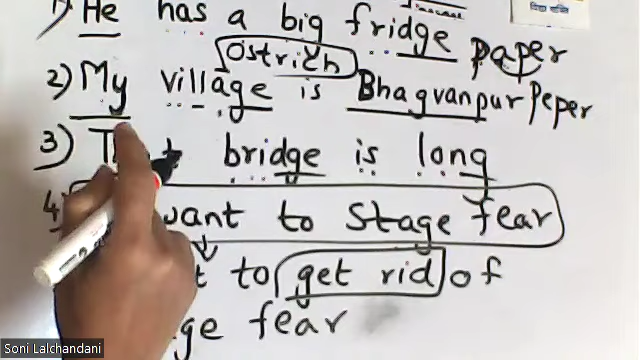 1) He has a big fridge paper
Ostrich
2) My village is Bhagvanpur Peper
3) bridge is long
4) want to stage fear
to get rid of
fear
Soni Lalchandani